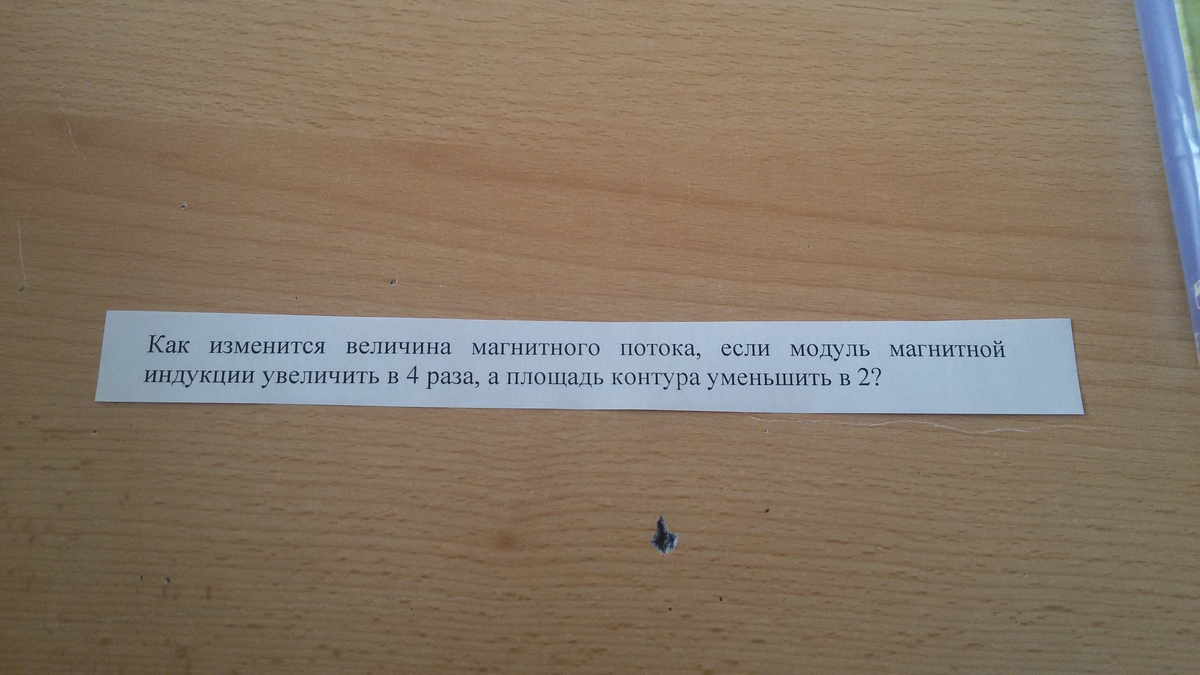 Как изменится величина магнитного потока, если модуль магнитной
индукции увеличить в 4 раза, а площадь контура уменьшить в 2?